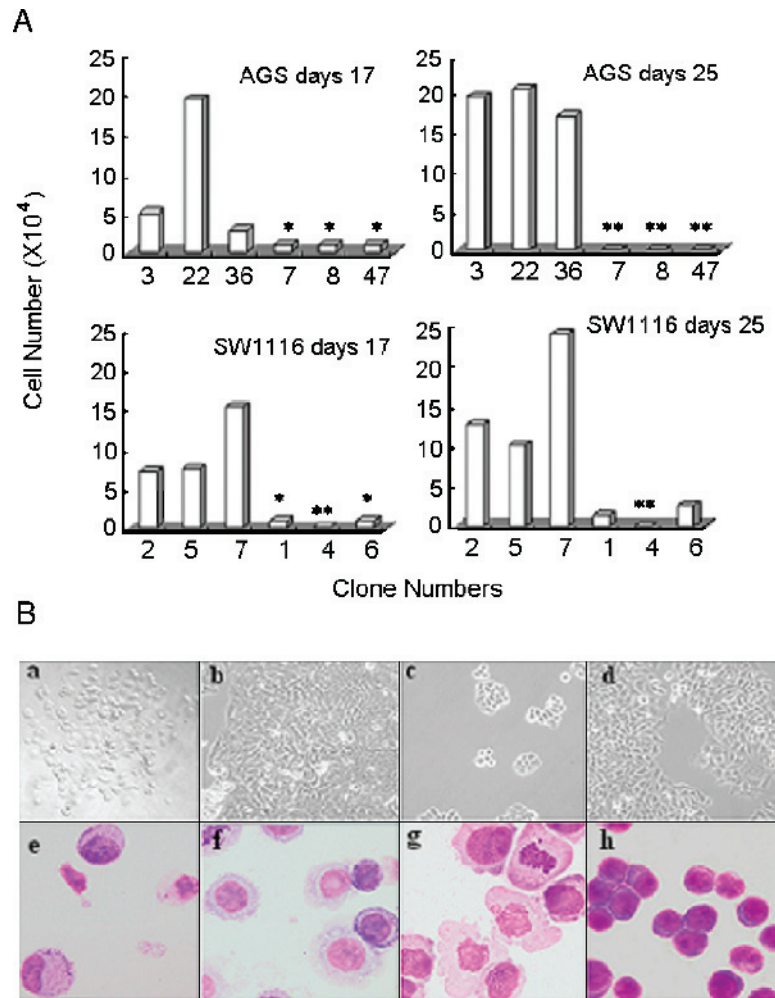 A
Cell Number (X10⁴)
AGS days 17
25
20
15
10
5
0
* * *
3 22 36 7 8 47
AGS days 25
25
20
15
10
5
0
** ** **
3 22 36 7 8 47
SW1116 days 17
25
20
15
10
5
0
* ** *
2 5 7 1 4 6
SW1116 days 25
25
20
15
10
5
0
**
2 5 7 1 4 6
Clone Numbers
B
a b c d
e f g h